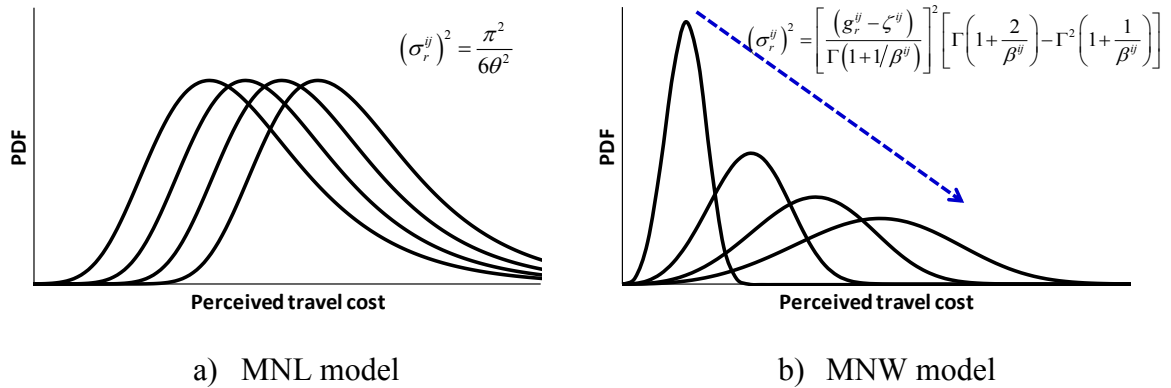 (σ_r^{ij})^2 = π^2 / 6θ^2
PDF
Perceived travel cost
a) MNL model
(σ_r^{ij})^2 = [(g_r^{ij} − ζ^{ij}) / Γ(1+1/β^{ij})]^2 [Γ(1+2/β^{ij}) − Γ^2(1+1/β^{ij})]
PDF
Perceived travel cost
b) MNW model